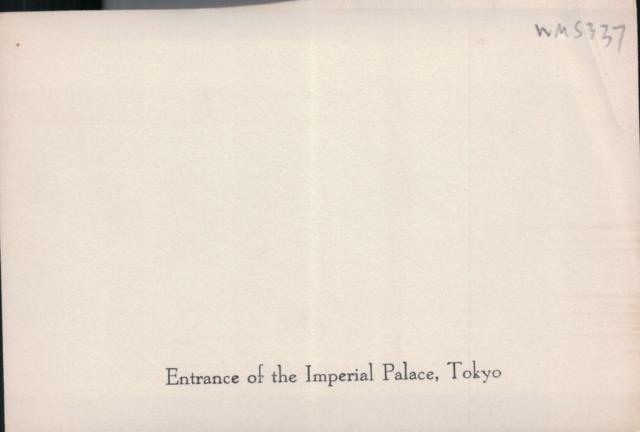 WMS337
Entrance of the Imperial Palace, Tokyo